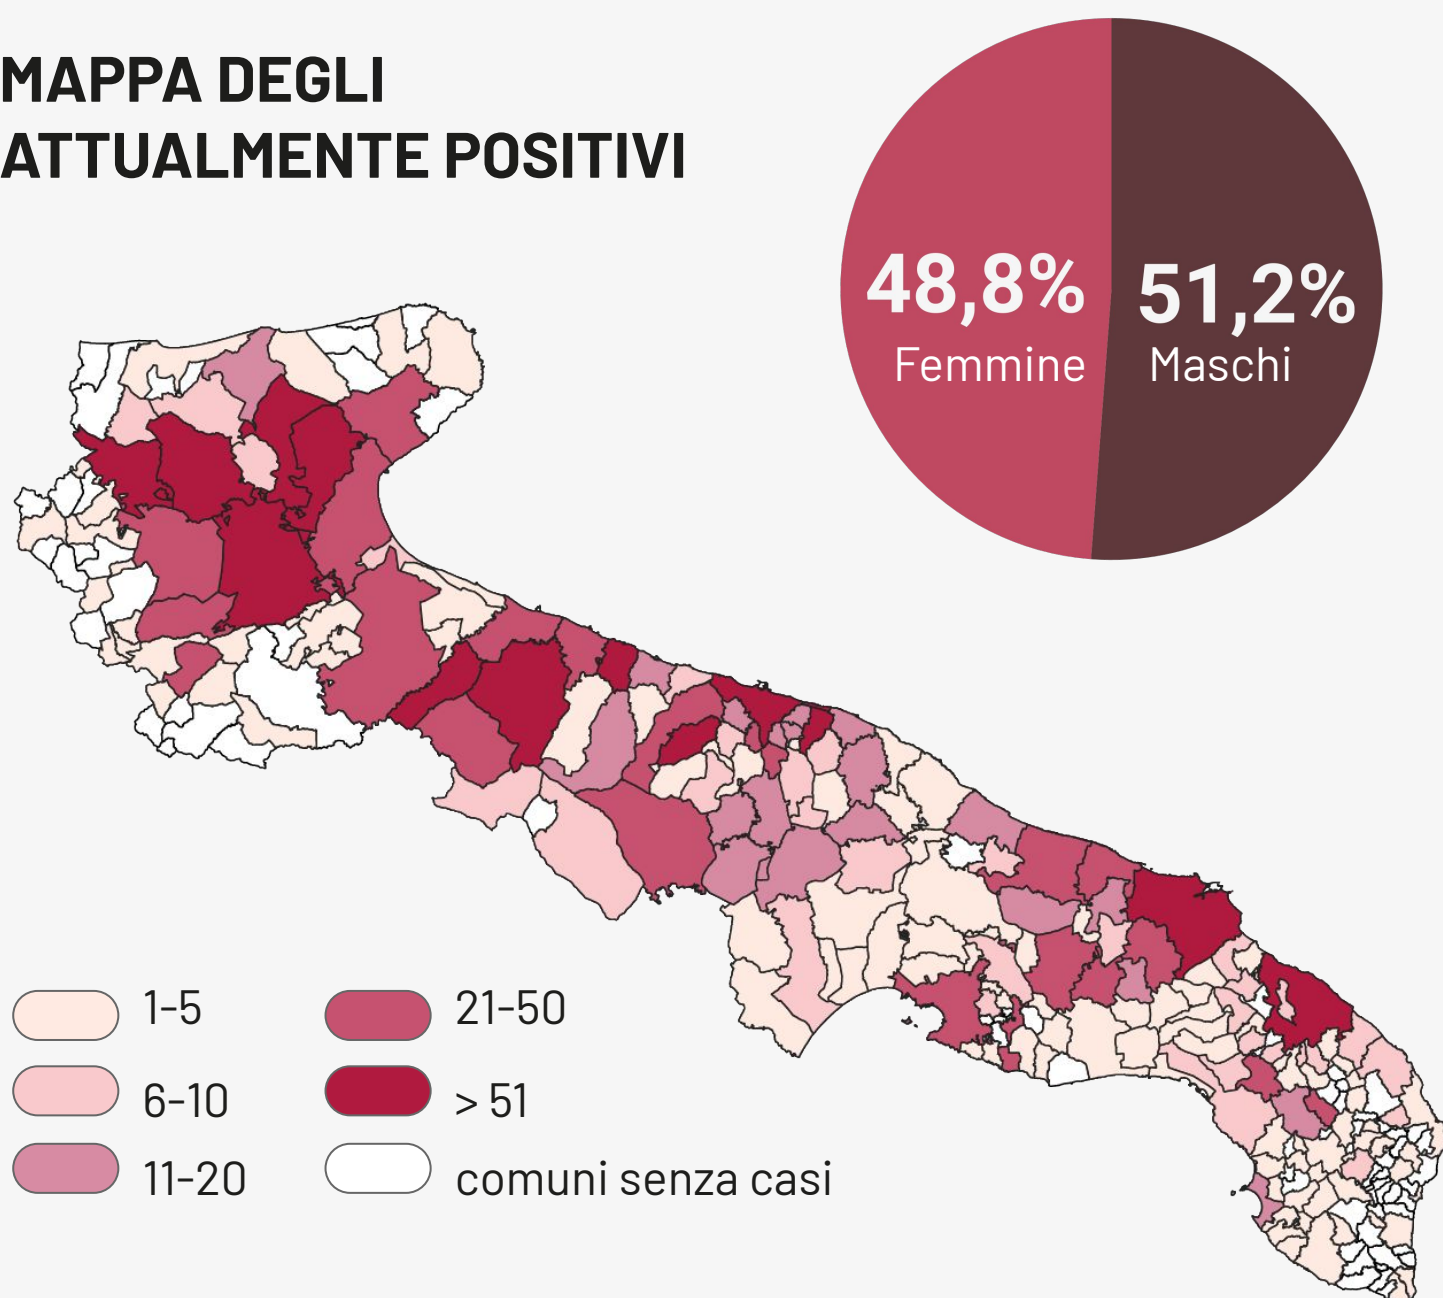 MAPPA DEGLI
ATTUALMENTE POSITIVI
48,8%
Femmine
51,2%
Maschi
1-5
6-10
11-20
21-50
> 51
comuni senza casi